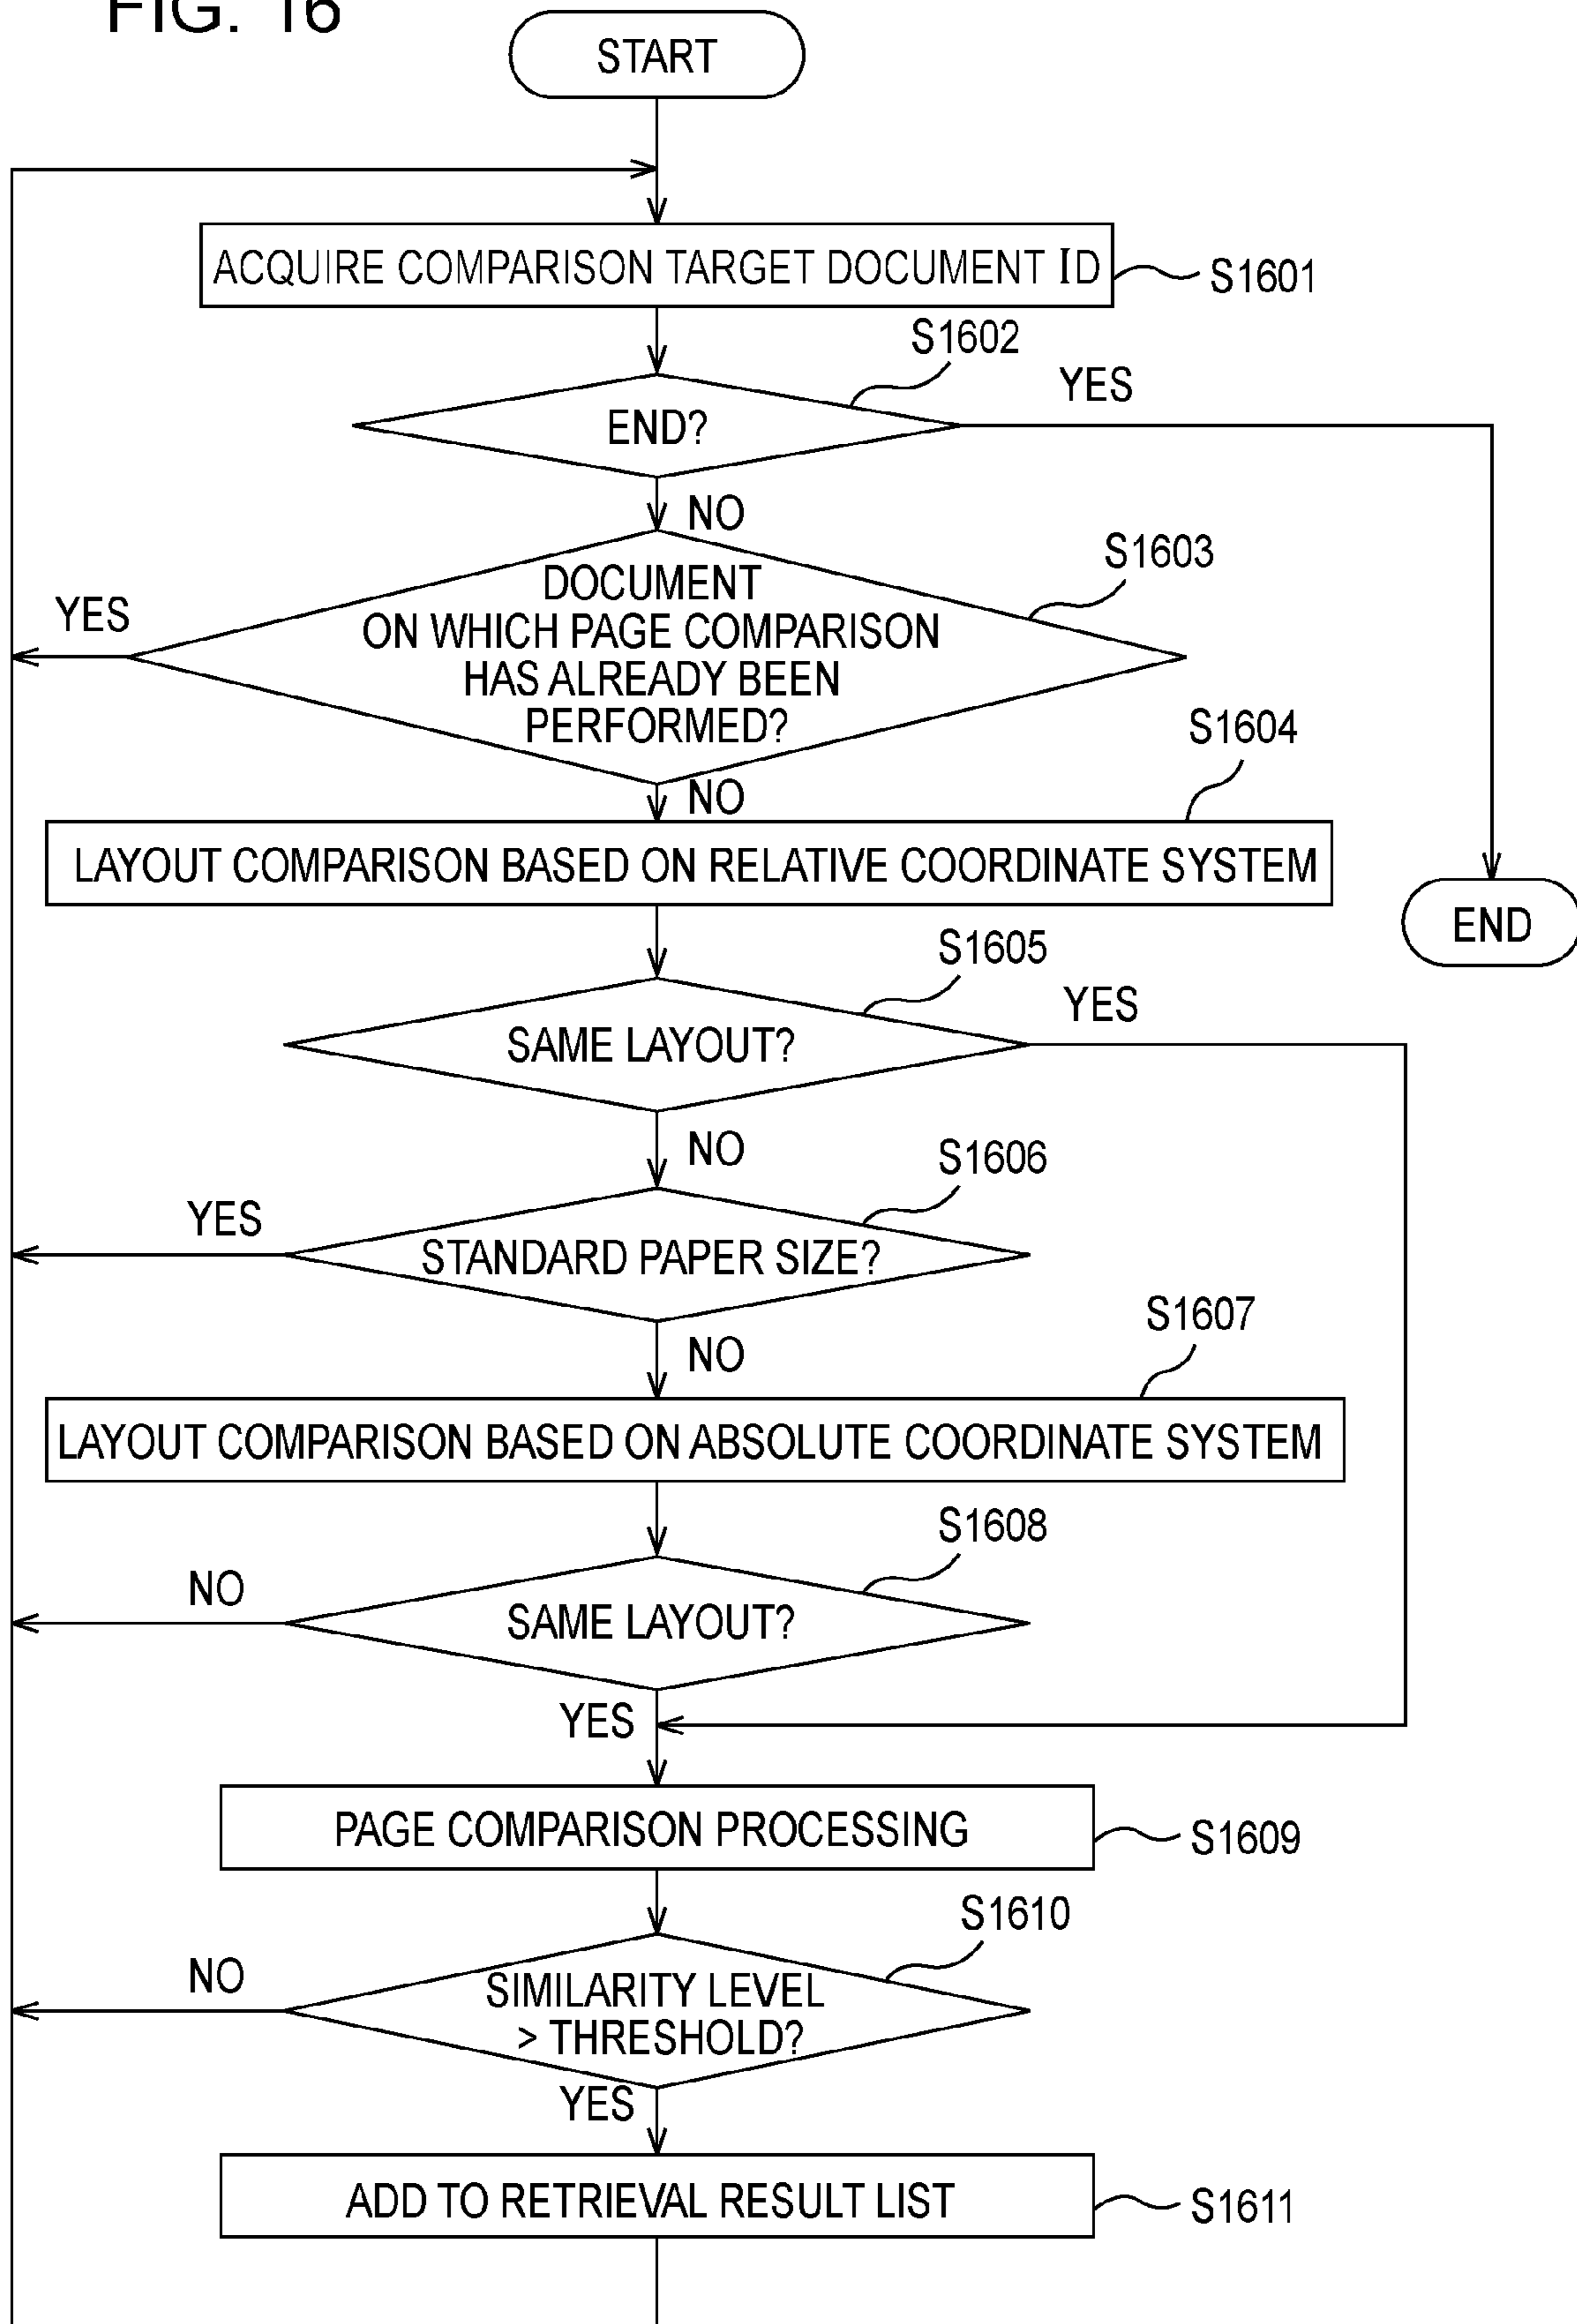 FIG. 16
START
ACQUIRE COMPARISON TARGET DOCUMENT ID
S1601
S1602
YES
END?
NO
S1603
DOCUMENT
ON WHICH PAGE COMPARISON
HAS ALREADY BEEN
PERFORMED?
YES
S1604
NO
LAYOUT COMPARISON BASED ON RELATIVE COORDINATE SYSTEM
END
S1605
YES
SAME LAYOUT?
NO
S1606
YES
STANDARD PAPER SIZE?
S1607
NO
LAYOUT COMPARISON BASED ON ABSOLUTE COORDINATE SYSTEM
S1608
NO
SAME LAYOUT?
YES
PAGE COMPARISON PROCESSING
S1609
S1610
NO
SIMILARITY LEVEL
> THRESHOLD?
YES
ADD TO RETRIEVAL RESULT LIST
S1611